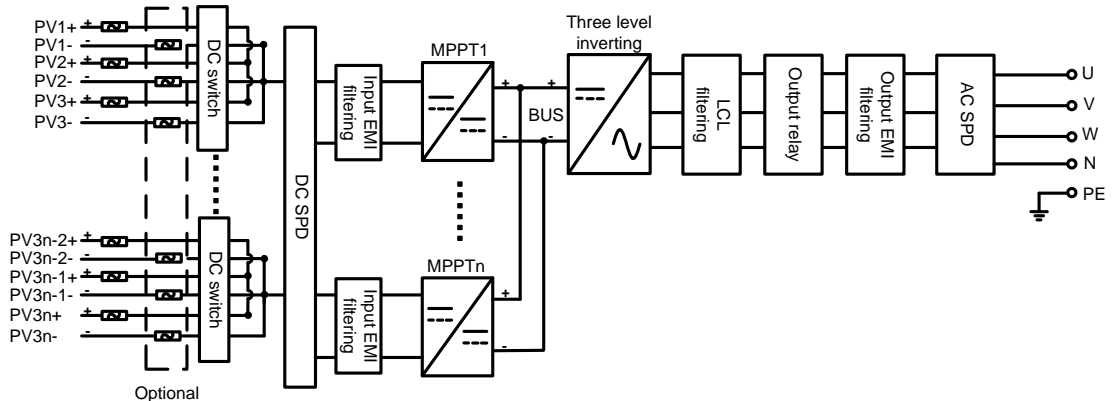 PV1+
PV1-
PV2+
PV2-
PV3+
PV3-
+
-
+
-
+
-
DC switch
PV3n-2+
PV3n-2-
PV3n-1+
PV3n-1-
PV3n+
PV3n-
+
-
+
-
+
-
DC switch
Optional
DC SPD
Input EMI
filtering
Input EMI
filtering
MPPT1
MPPTn
+
-
+
-
+
-
BUS
Three level
inverting
LCL
filtering
Output relay
Output EMI
filtering
AC SPD
U
V
W
N
PE